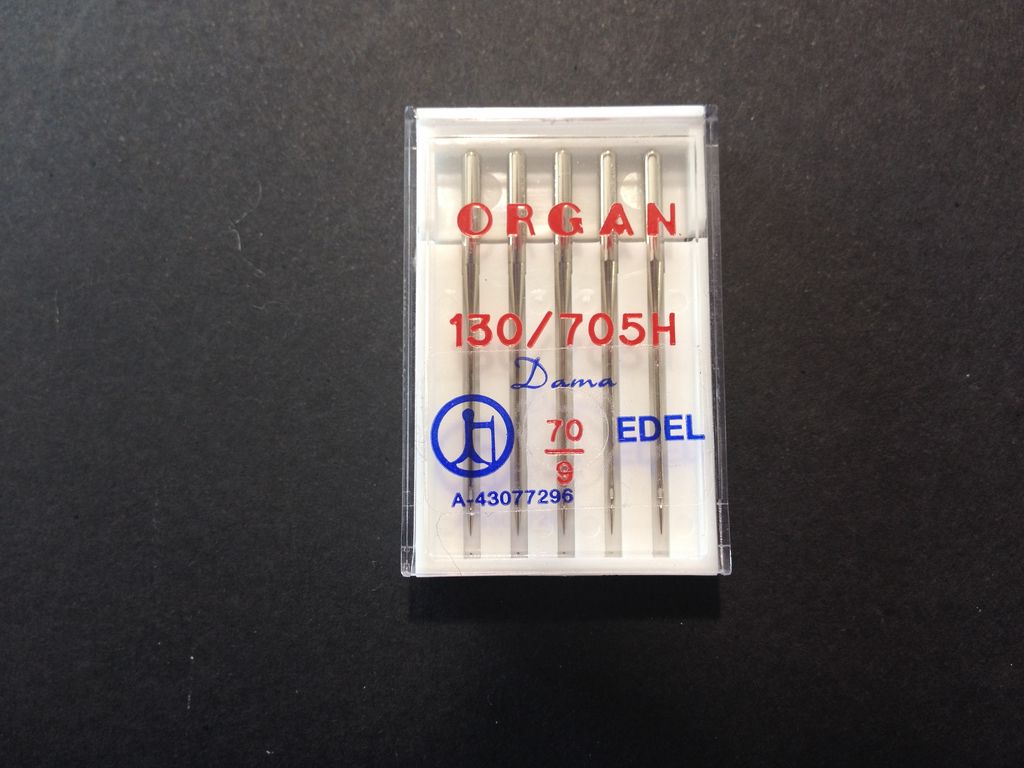 ORGAN
130/705H
Dama
EDEL
70
9
A-43077296